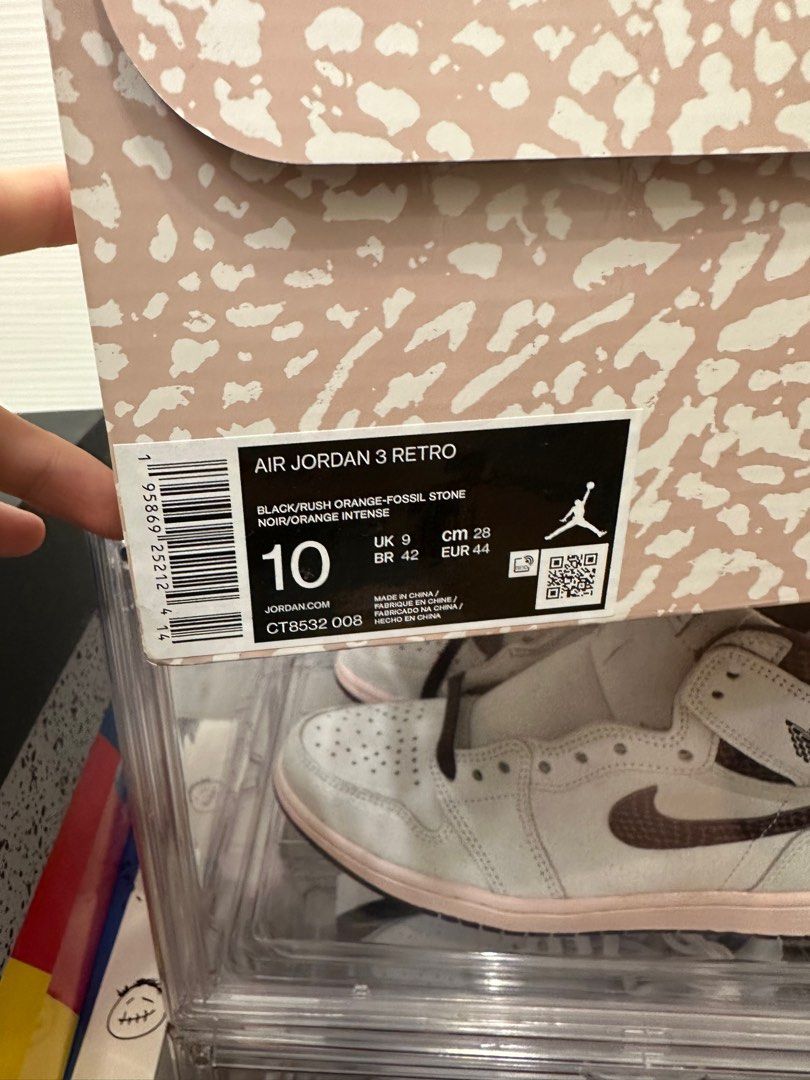 AIR JORDAN 3 RETRO
BLACK/RUSH ORANGE-FOSSIL STONE
NOIR/ORANGE INTENSE
10
UK 9
BR 42
cm 28
EUR 44
JORDAN.COM
CT8532 008
MADE IN CHINA /
FABRIQUE EN CHINE /
FABRICADO NA CHINA /
HECHO EN CHINA
1 95869 25212 4 14